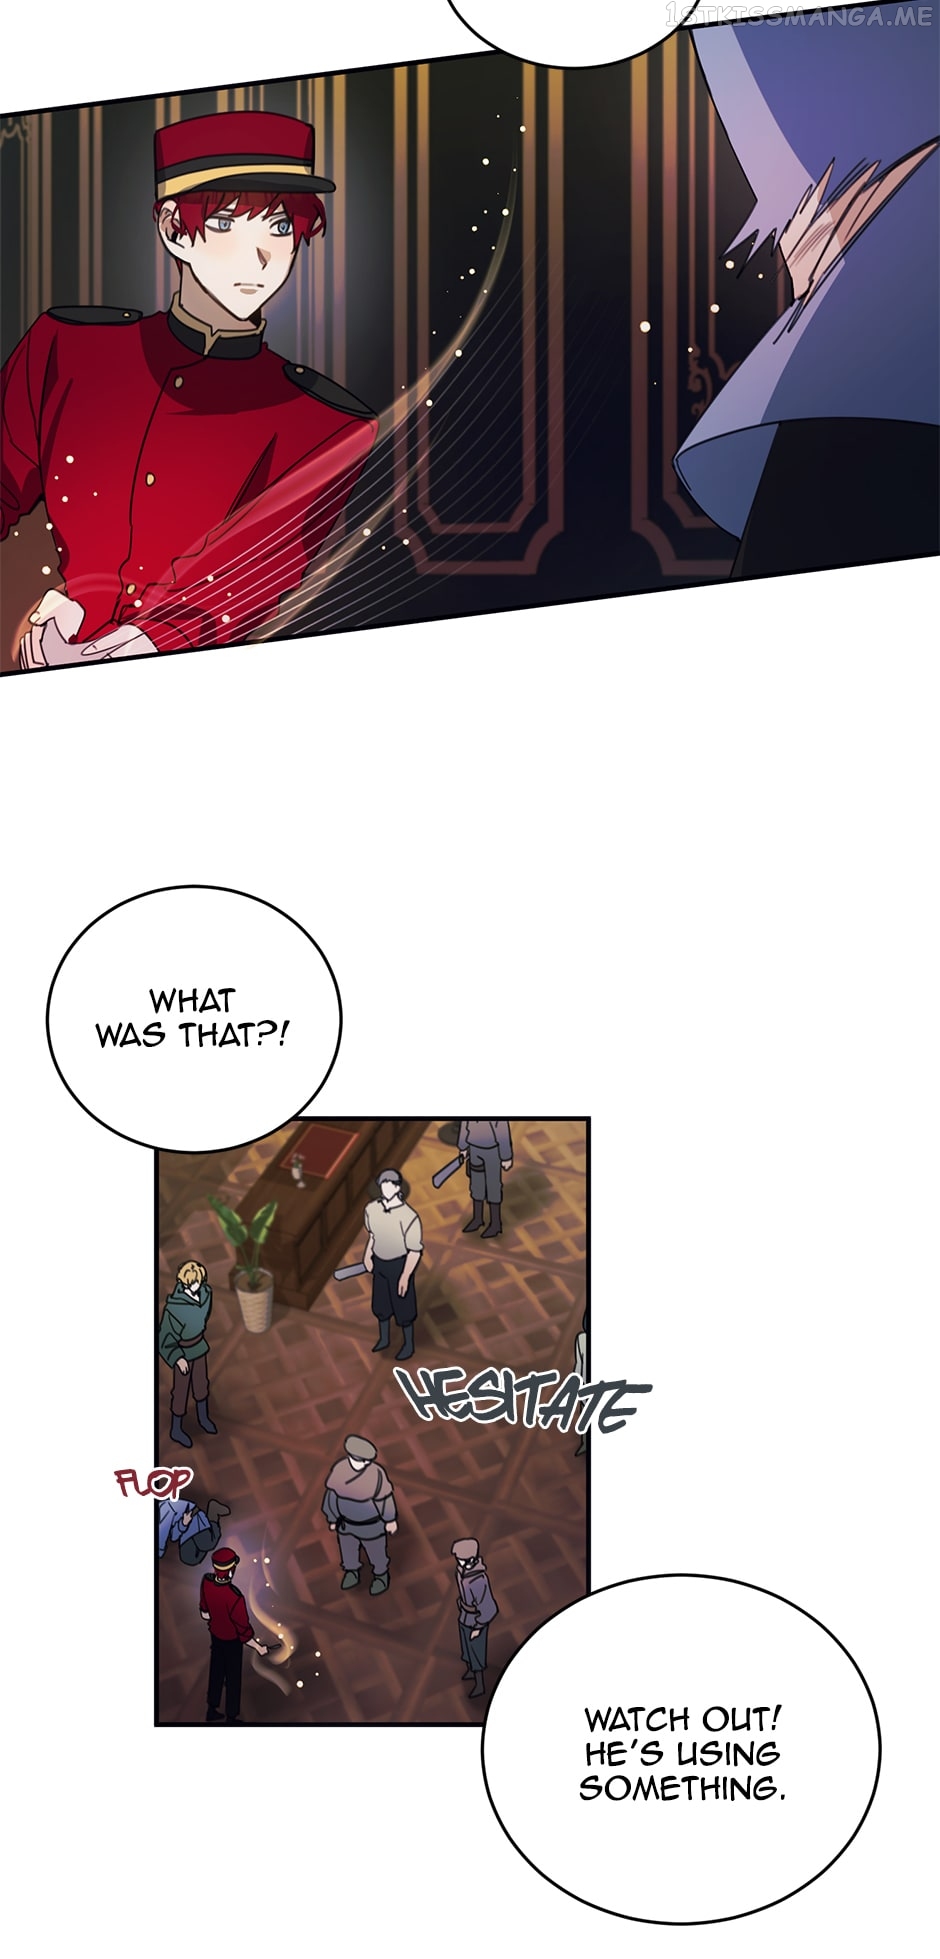 1STKISSMANGA.ME
WHAT
WAS THAT?!
HESITATE
FLOP
WATCH OUT!
HE'S USING
SOMETHING.